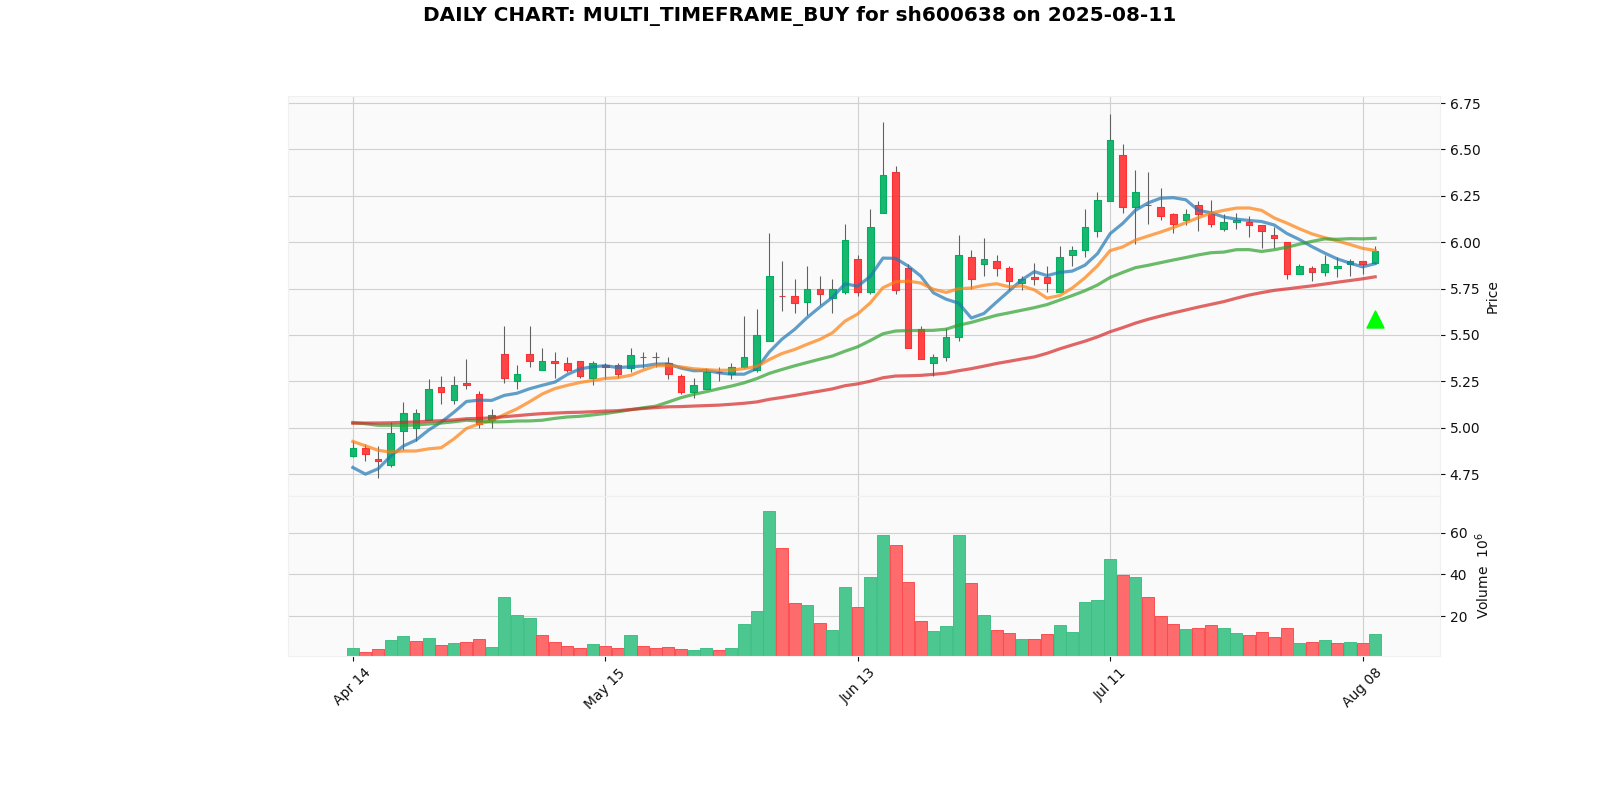 DAILY CHART: MULTI_TIMEFRAME_BUY for sh600638 on 2025-08-11
6.75
6.50
6.25
6.00
5.75
5.50
5.25
5.00
4.75
Price
60
40
20
Volume 10⁶
Apr 14
May 15
Jun 13
Jul 11
Aug 08